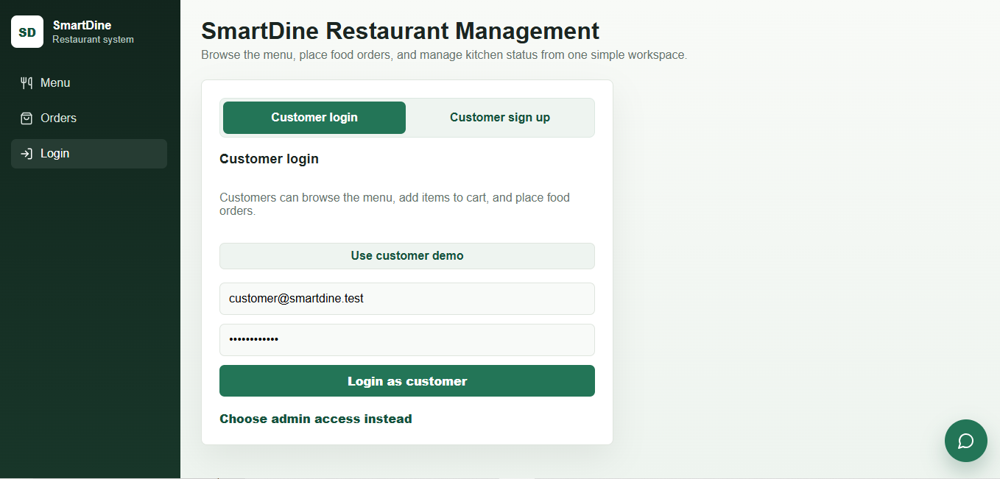 SD
SmartDine
Restaurant system
Menu
Orders
Login
SmartDine Restaurant Management
Browse the menu, place food orders, and manage kitchen status from one simple workspace.
Customer login
Customer sign up
Customer login
Customers can browse the menu, add items to cart, and place food
orders.
Use customer demo
customer@smartdine.test
••••••••••••
Login as customer
Choose admin access instead